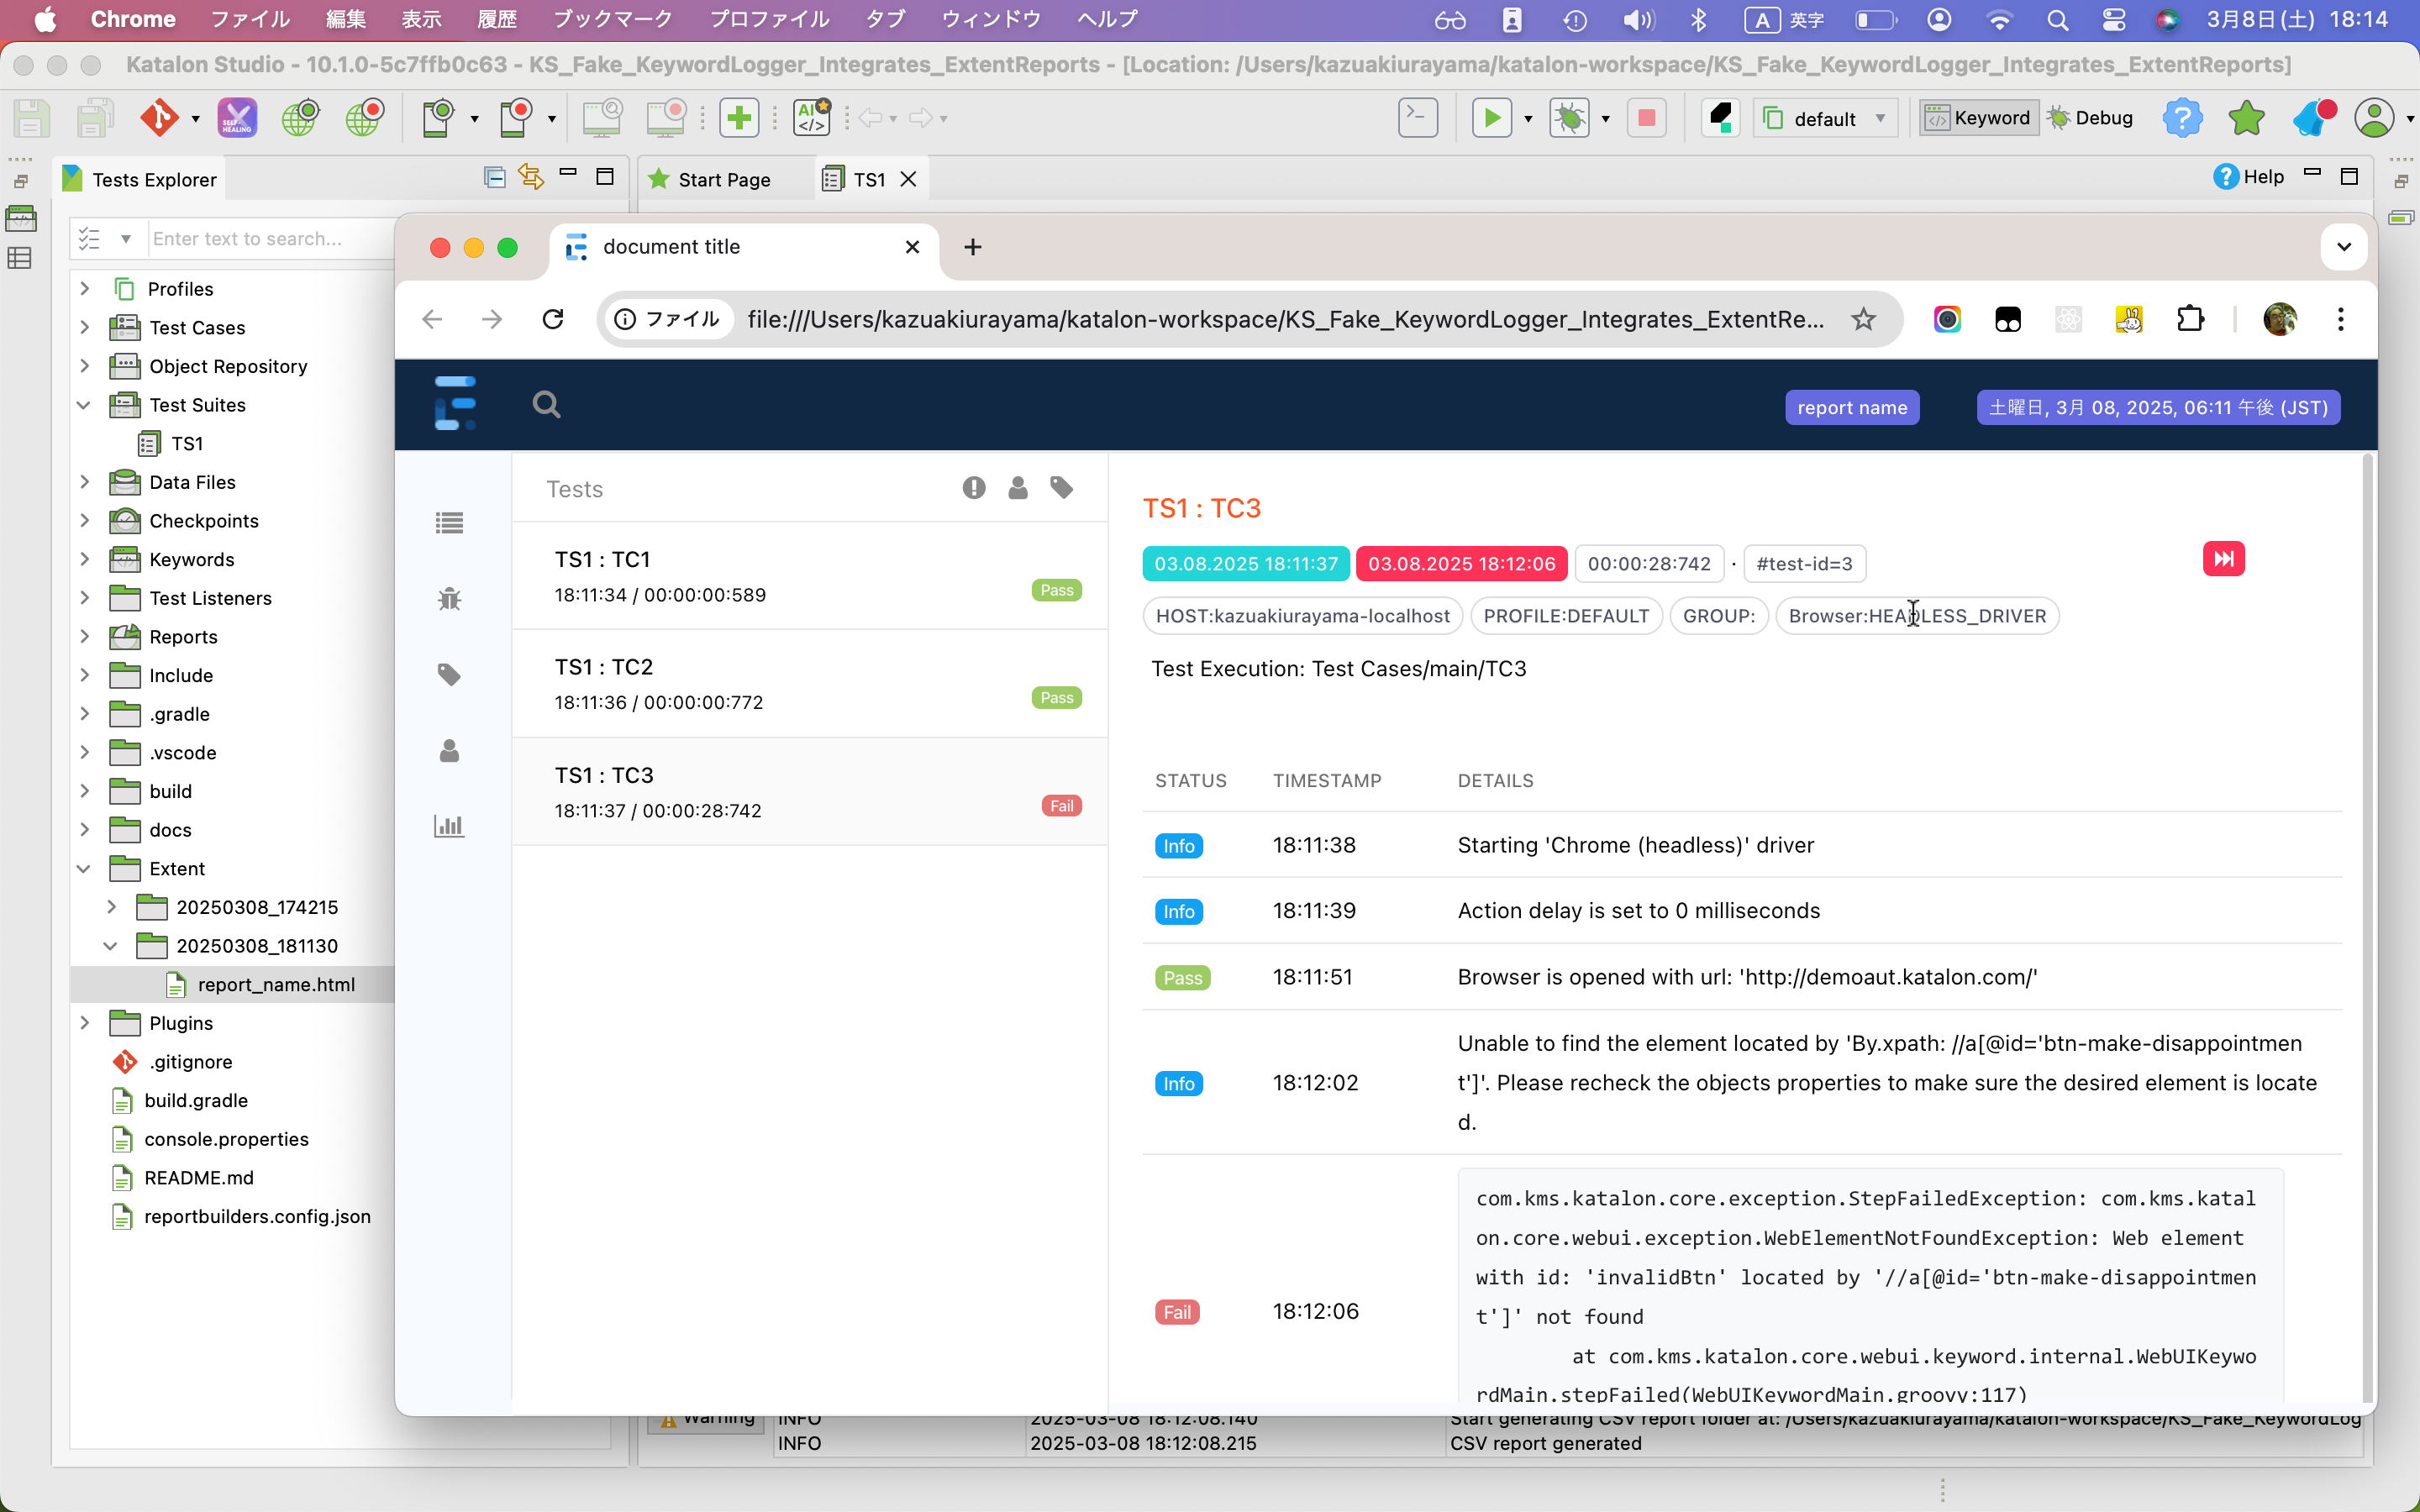 Chrome ファイル 編集 表示 履歴 ブックマーク プロファイル タブ ウィンドウ ヘルプ A 英字 3月8日(土) 18:14
Katalon Studio - 10.1.0-5c7ffb0c63 - KS_Fake_KeywordLogger_Integrates_ExtentReports - [Location: /Users/kazuakiurayama/katalon-workspace/KS_Fake_KeywordLogger_Integrates_ExtentReports]
SELF HEALING AI default Keyword Debug
Tests Explorer
Start Page TS1 Help
Enter text to search...
Profiles
Test Cases
Object Repository
Test Suites
TS1
Data Files
Checkpoints
Keywords
Test Listeners
Reports
Include
.gradle
.vscode
build
docs
Extent
20250308_174215
20250308_181130
report_name.html
Plugins
.gitignore
build.gradle
console.properties
README.md
reportbuilders.config.json
document title
ファイル file:///Users/kazuakiurayama/katalon-workspace/KS_Fake_KeywordLogger_Integrates_ExtentRe...
report name 土曜日, 3月 08, 2025, 06:11 午後 (JST)
Tests
TS1 : TC1
18:11:34 / 00:00:00:589 Pass
TS1 : TC2
18:11:36 / 00:00:00:772 Pass
TS1 : TC3
18:11:37 / 00:00:28:742 Fail
TS1 : TC3
03.08.2025 18:11:37 03.08.2025 18:12:06 00:00:28:742 · #test-id=3
HOST:kazuakiurayama-localhost PROFILE:DEFAULT GROUP: Browser:HEADLESS_DRIVER
Test Execution: Test Cases/main/TC3
STATUS TIMESTAMP DETAILS
Info 18:11:38 Starting 'Chrome (headless)' driver
Info 18:11:39 Action delay is set to 0 milliseconds
Pass 18:11:51 Browser is opened with url: 'http://demoaut.katalon.com/'
Info 18:12:02 Unable to find the element located by 'By.xpath: //a[@id='btn-make-disappointmen
t']'. Please recheck the objects properties to make sure the desired element is locate
d.
Fail 18:12:06 com.kms.katalon.core.exception.StepFailedException: com.kms.katal
on.core.webui.exception.WebElementNotFoundException: Web element
with id: 'invalidBtn' located by '//a[@id='btn-make-disappointmen
t']' not found
at com.kms.katalon.core.webui.keyword.internal.WebUIKeywo
rdMain.stepFailed(WebUIKeywordMain.groovy:117)
Warning INFO 2025-03-08 18:12:08.140 Start generating CSV report folder at: /Users/kazuakiurayama/katalon-workspace/KS_Fake_KeywordLog
INFO 2025-03-08 18:12:08.215 CSV report generated